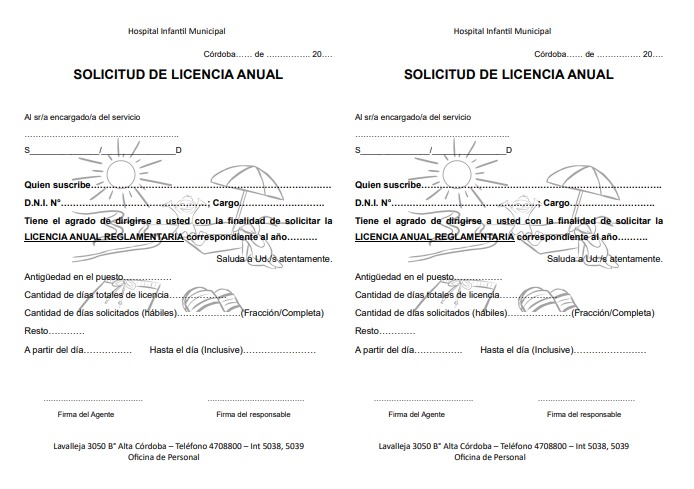 Hospital Infantil Municipal
Córdoba...... de ................ 20....
SOLICITUD DE LICENCIA ANUAL
Al sr/a encargado/a del servicio
......................................................
S______________/_______________D
Quien suscribe................................................................................
D.N.I. N°..................................................; Cargo................................
Tiene el agrado de dirigirse a usted con la finalidad de solicitar la
LICENCIA ANUAL REGLAMENTARIA correspondiente al año..........
Saluda a Ud./s atentamente.
Antigüedad en el puesto................
Cantidad de días totales de licencia...................
Cantidad de días solicitados (hábiles)....................(Fracción/Completa)
Resto............
A partir del día................ Hasta el día (Inclusive)........................
.................................... ....................................
Firma del Agente Firma del responsable
Lavalleja 3050 B° Alta Córdoba – Teléfono 4708800 – Int 5038, 5039
Oficina de Personal
Hospital Infantil Municipal
Córdoba...... de ................ 20....
SOLICITUD DE LICENCIA ANUAL
Al sr/a encargado/a del servicio
......................................................
S______________/_______________D
Quien suscribe................................................................................
D.N.I. N°..................................................; Cargo................................
Tiene el agrado de dirigirse a usted con la finalidad de solicitar la
LICENCIA ANUAL REGLAMENTARIA correspondiente al año..........
Saluda a Ud./s atentamente.
Antigüedad en el puesto................
Cantidad de días totales de licencia...................
Cantidad de días solicitados (hábiles)....................(Fracción/Completa)
Resto............
A partir del día................ Hasta el día (Inclusive)........................
.................................... ....................................
Firma del Agente Firma del responsable
Lavalleja 3050 B° Alta Córdoba – Teléfono 4708800 – Int 5038, 5039
Oficina de Personal